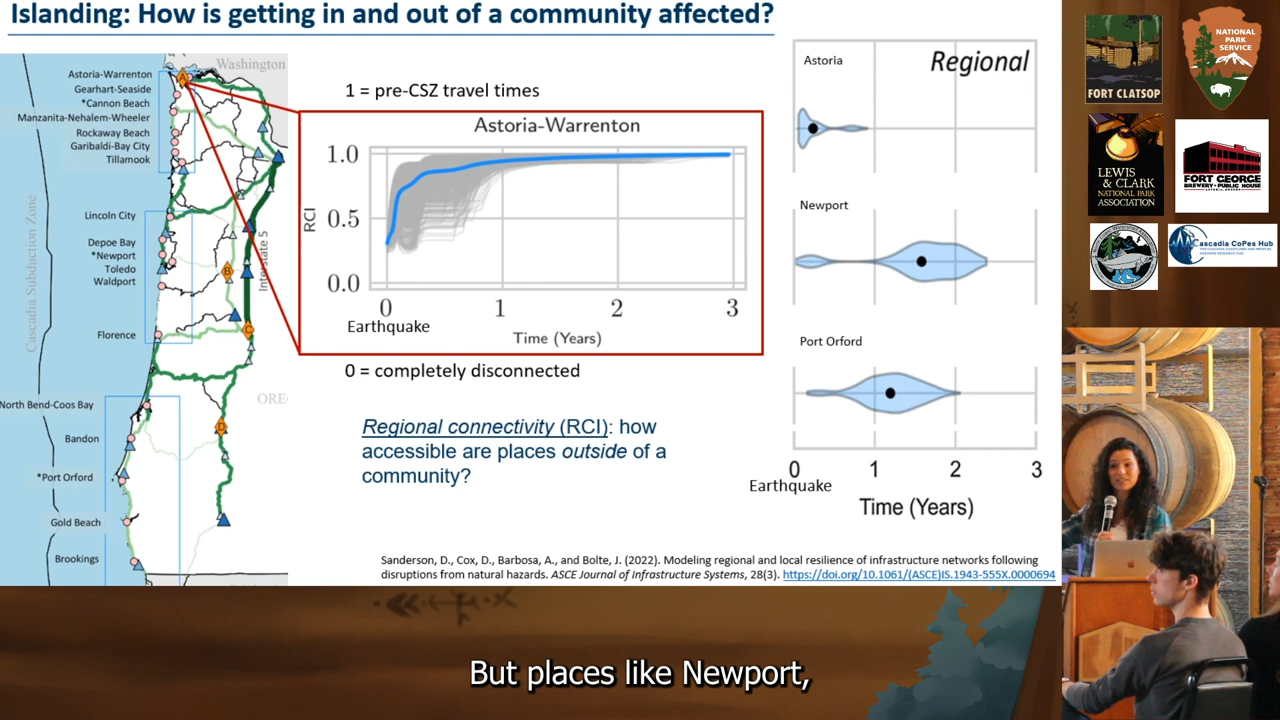 Islanding: How is getting in and out of a community affected?
Washington
Astoria-Warrenton
Gearhart-Seaside
*Cannon Beach
Manzanita-Nehalem-Wheeler
Rockaway Beach
Garibaldi-Bay City
Tillamook
Lincoln City
Depoe Bay
*Newport
Toledo
Waldport
Florence
North Bend-Coos Bay
Bandon
*Port Orford
Gold Beach
Brookings
Cascadia Subduction Zone
Interstate 5
ORE
A
B
C
D
1 = pre-CSZ travel times
Astoria-Warrenton
RCI
1.0
0.5
0.0
0 1 2 3
Earthquake
Time (Years)
0 = completely disconnected
Regional connectivity (RCI): how
accessible are places outside of a
community?
Regional
Astoria
Newport
Port Orford
0 1 2 3
Earthquake
Time (Years)
Sanderson, D., Cox, D., Barbosa, A., and Bolte, J. (2022). Modeling regional and local resilience of infrastructure networks following
disruptions from natural hazards. ASCE Journal of Infrastructure Systems, 28(3). https://doi.org/10.1061/(ASCE)IS.1943-555X.0000694
FORT CLATSOP
NATIONAL
PARK
SERVICE
LEWIS
& CLARK
NATIONAL PARK
ASSOCIATION
FORT GEORGE
BREWERY + PUBLIC HOUSE
Cascadia CoPes Hub
But places like Newport,